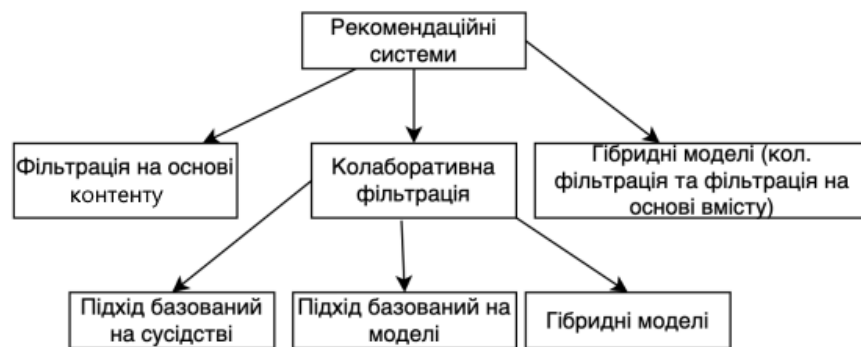 Рекомендаційні
системи
Фільтрація на основі
контенту
Колаборативна
фільтрація
Гібридні моделі (кол.
фільтрація та фільтрація на
основі вмісту)
Підхід базований
на сусідстві
Підхід базований на
моделі
Гібридні моделі